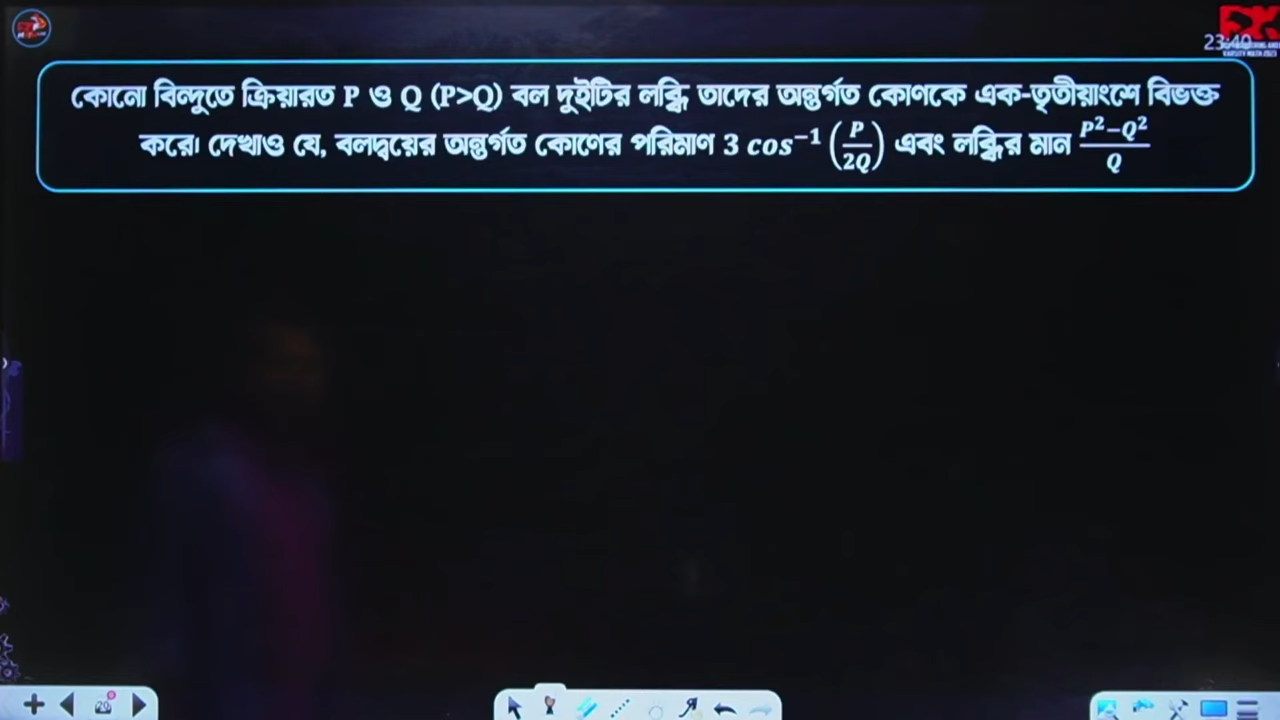 23:40
কোনো বিন্দুতে ক্রিয়ারত P ও Q (P>Q) বল দুইটির লব্ধি তাদের অন্তর্গত কোণকে এক-তৃতীয়াংশে বিভক্ত
করে। দেখাও যে, বলদ্বয়ের অন্তর্গত কোণের পরিমাণ 3 cos⁻¹ (P/2Q) এবং লব্ধির মান P²−Q²/Q
20